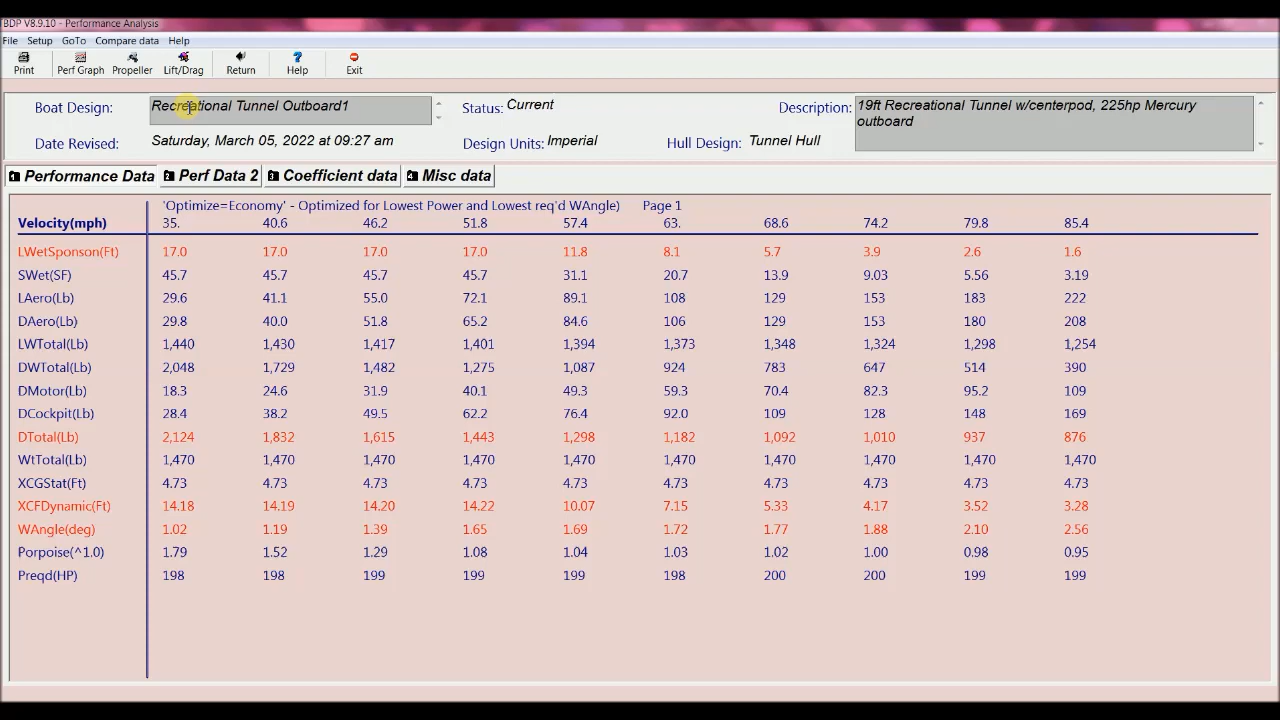 BDP V8.9.10 - Performance Analysis
File Setup GoTo Compare data Help
Print Perf Graph Propeller Lift/Drag Return Help Exit
Boat Design: Recreational Tunnel Outboard1 Status: Current Description: 19ft Recreational Tunnel w/centerpod, 225hp Mercury
outboard
Date Revised: Saturday, March 05, 2022 at 09:27 am Design Units: Imperial Hull Design: Tunnel Hull
1 Performance Data 2 Perf Data 2 3 Coefficient data 4 Misc data
'Optimize=Economy' - Optimized for Lowest Power and Lowest req'd WAngle) Page 1
Velocity(mph) 35. 40.6 46.2 51.8 57.4 63. 68.6 74.2 79.8 85.4
LWetSponson(Ft) 17.0 17.0 17.0 17.0 11.8 8.1 5.7 3.9 2.6 1.6
SWet(SF) 45.7 45.7 45.7 45.7 31.1 20.7 13.9 9.03 5.56 3.19
LAero(Lb) 29.6 41.1 55.0 72.1 89.1 108 129 153 183 222
DAero(Lb) 29.8 40.0 51.8 65.2 84.6 106 129 153 180 208
LWTotal(Lb) 1,440 1,430 1,417 1,401 1,394 1,373 1,348 1,324 1,298 1,254
DWTotal(Lb) 2,048 1,729 1,482 1,275 1,087 924 783 647 514 390
DMotor(Lb) 18.3 24.6 31.9 40.1 49.3 59.3 70.4 82.3 95.2 109
DCockpit(Lb) 28.4 38.2 49.5 62.2 76.4 92.0 109 128 148 169
DTotal(Lb) 2,124 1,832 1,615 1,443 1,298 1,182 1,092 1,010 937 876
WtTotal(Lb) 1,470 1,470 1,470 1,470 1,470 1,470 1,470 1,470 1,470 1,470
XCGStat(Ft) 4.73 4.73 4.73 4.73 4.73 4.73 4.73 4.73 4.73 4.73
XCFDynamic(Ft) 14.18 14.19 14.20 14.22 10.07 7.15 5.33 4.17 3.52 3.28
WAngle(deg) 1.02 1.19 1.39 1.65 1.69 1.72 1.77 1.88 2.10 2.56
Porpoise(^1.0) 1.79 1.52 1.29 1.08 1.04 1.03 1.02 1.00 0.98 0.95
Preqd(HP) 198 198 199 199 199 198 200 200 199 199